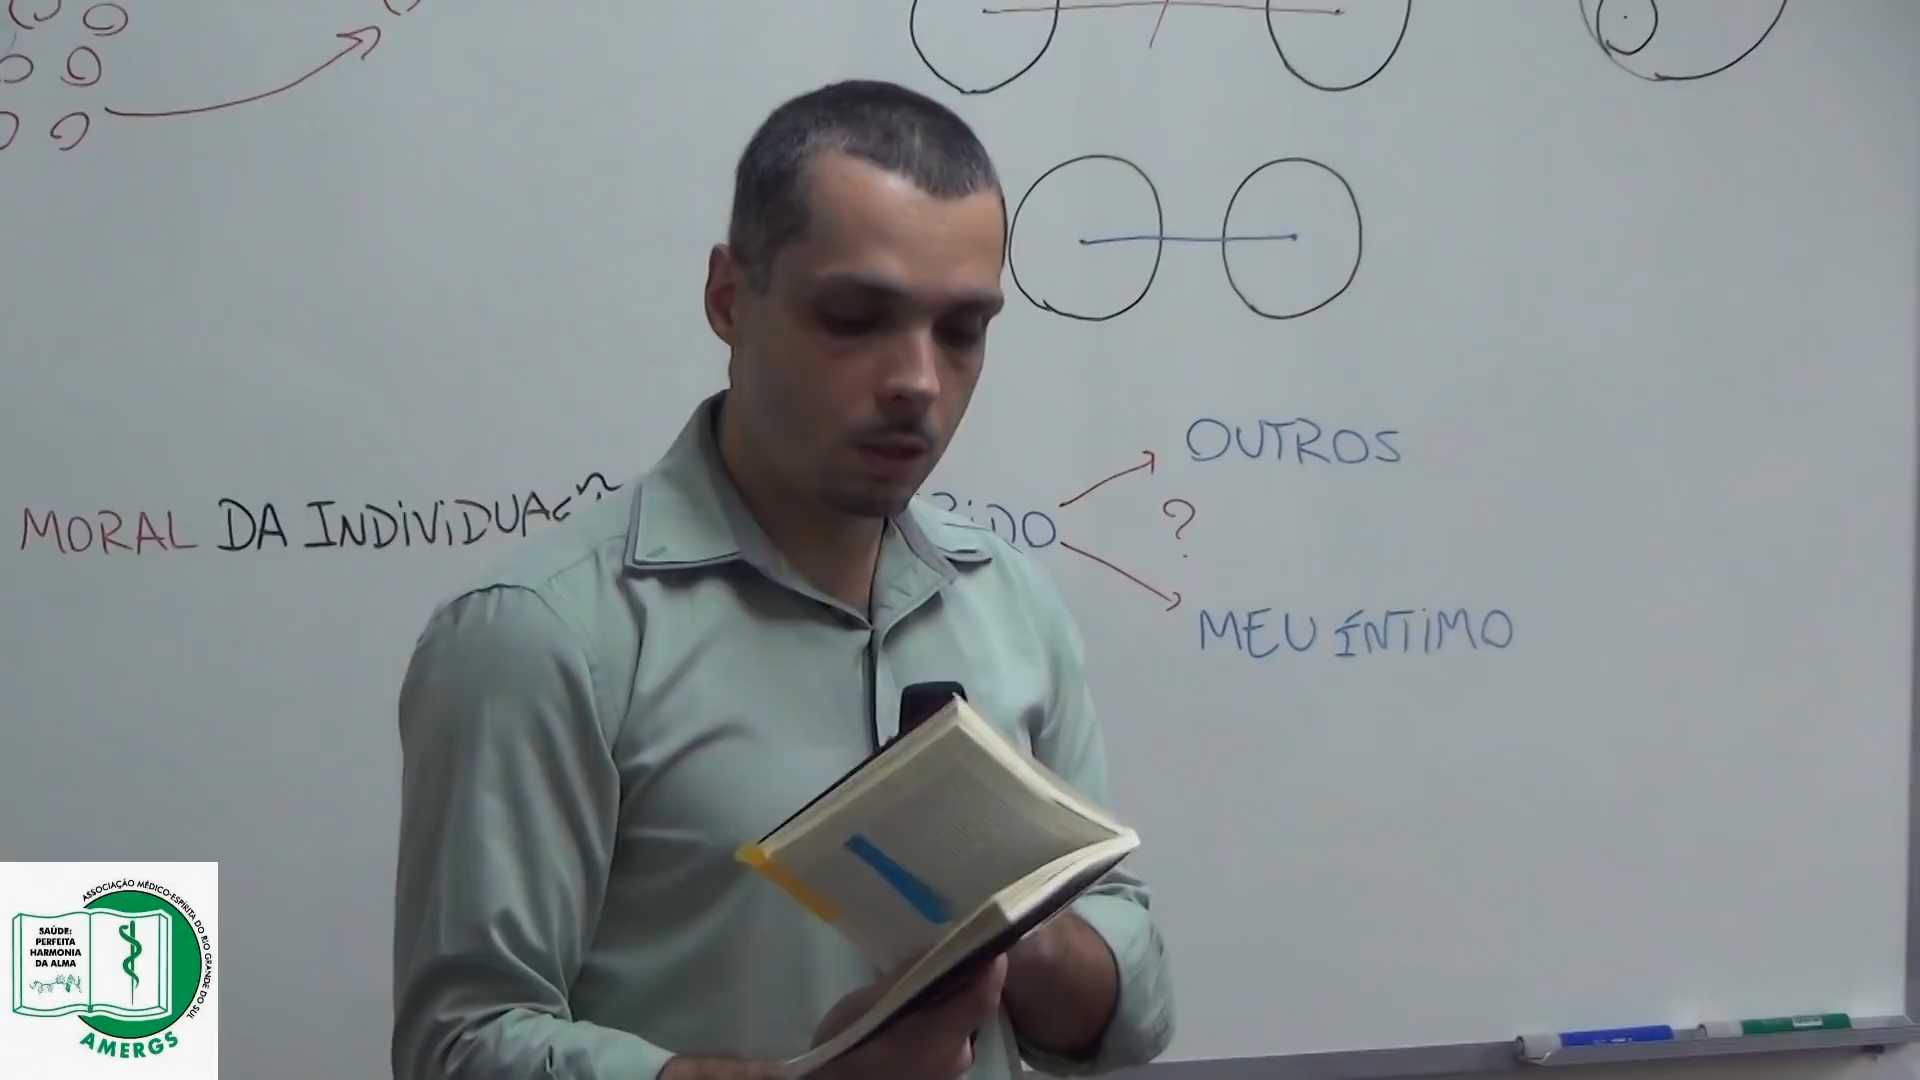 OUTROS
MORAL DA INDIVIDUAÇÃ
?
MEU ÍNTIMO
ASSOCIAÇÃO MÉDICO-ESPÍRITA DO RIO GRANDE DO SUL
SAÚDE:
PERFEITA
HARMONIA
DA ALMA
AMERGS